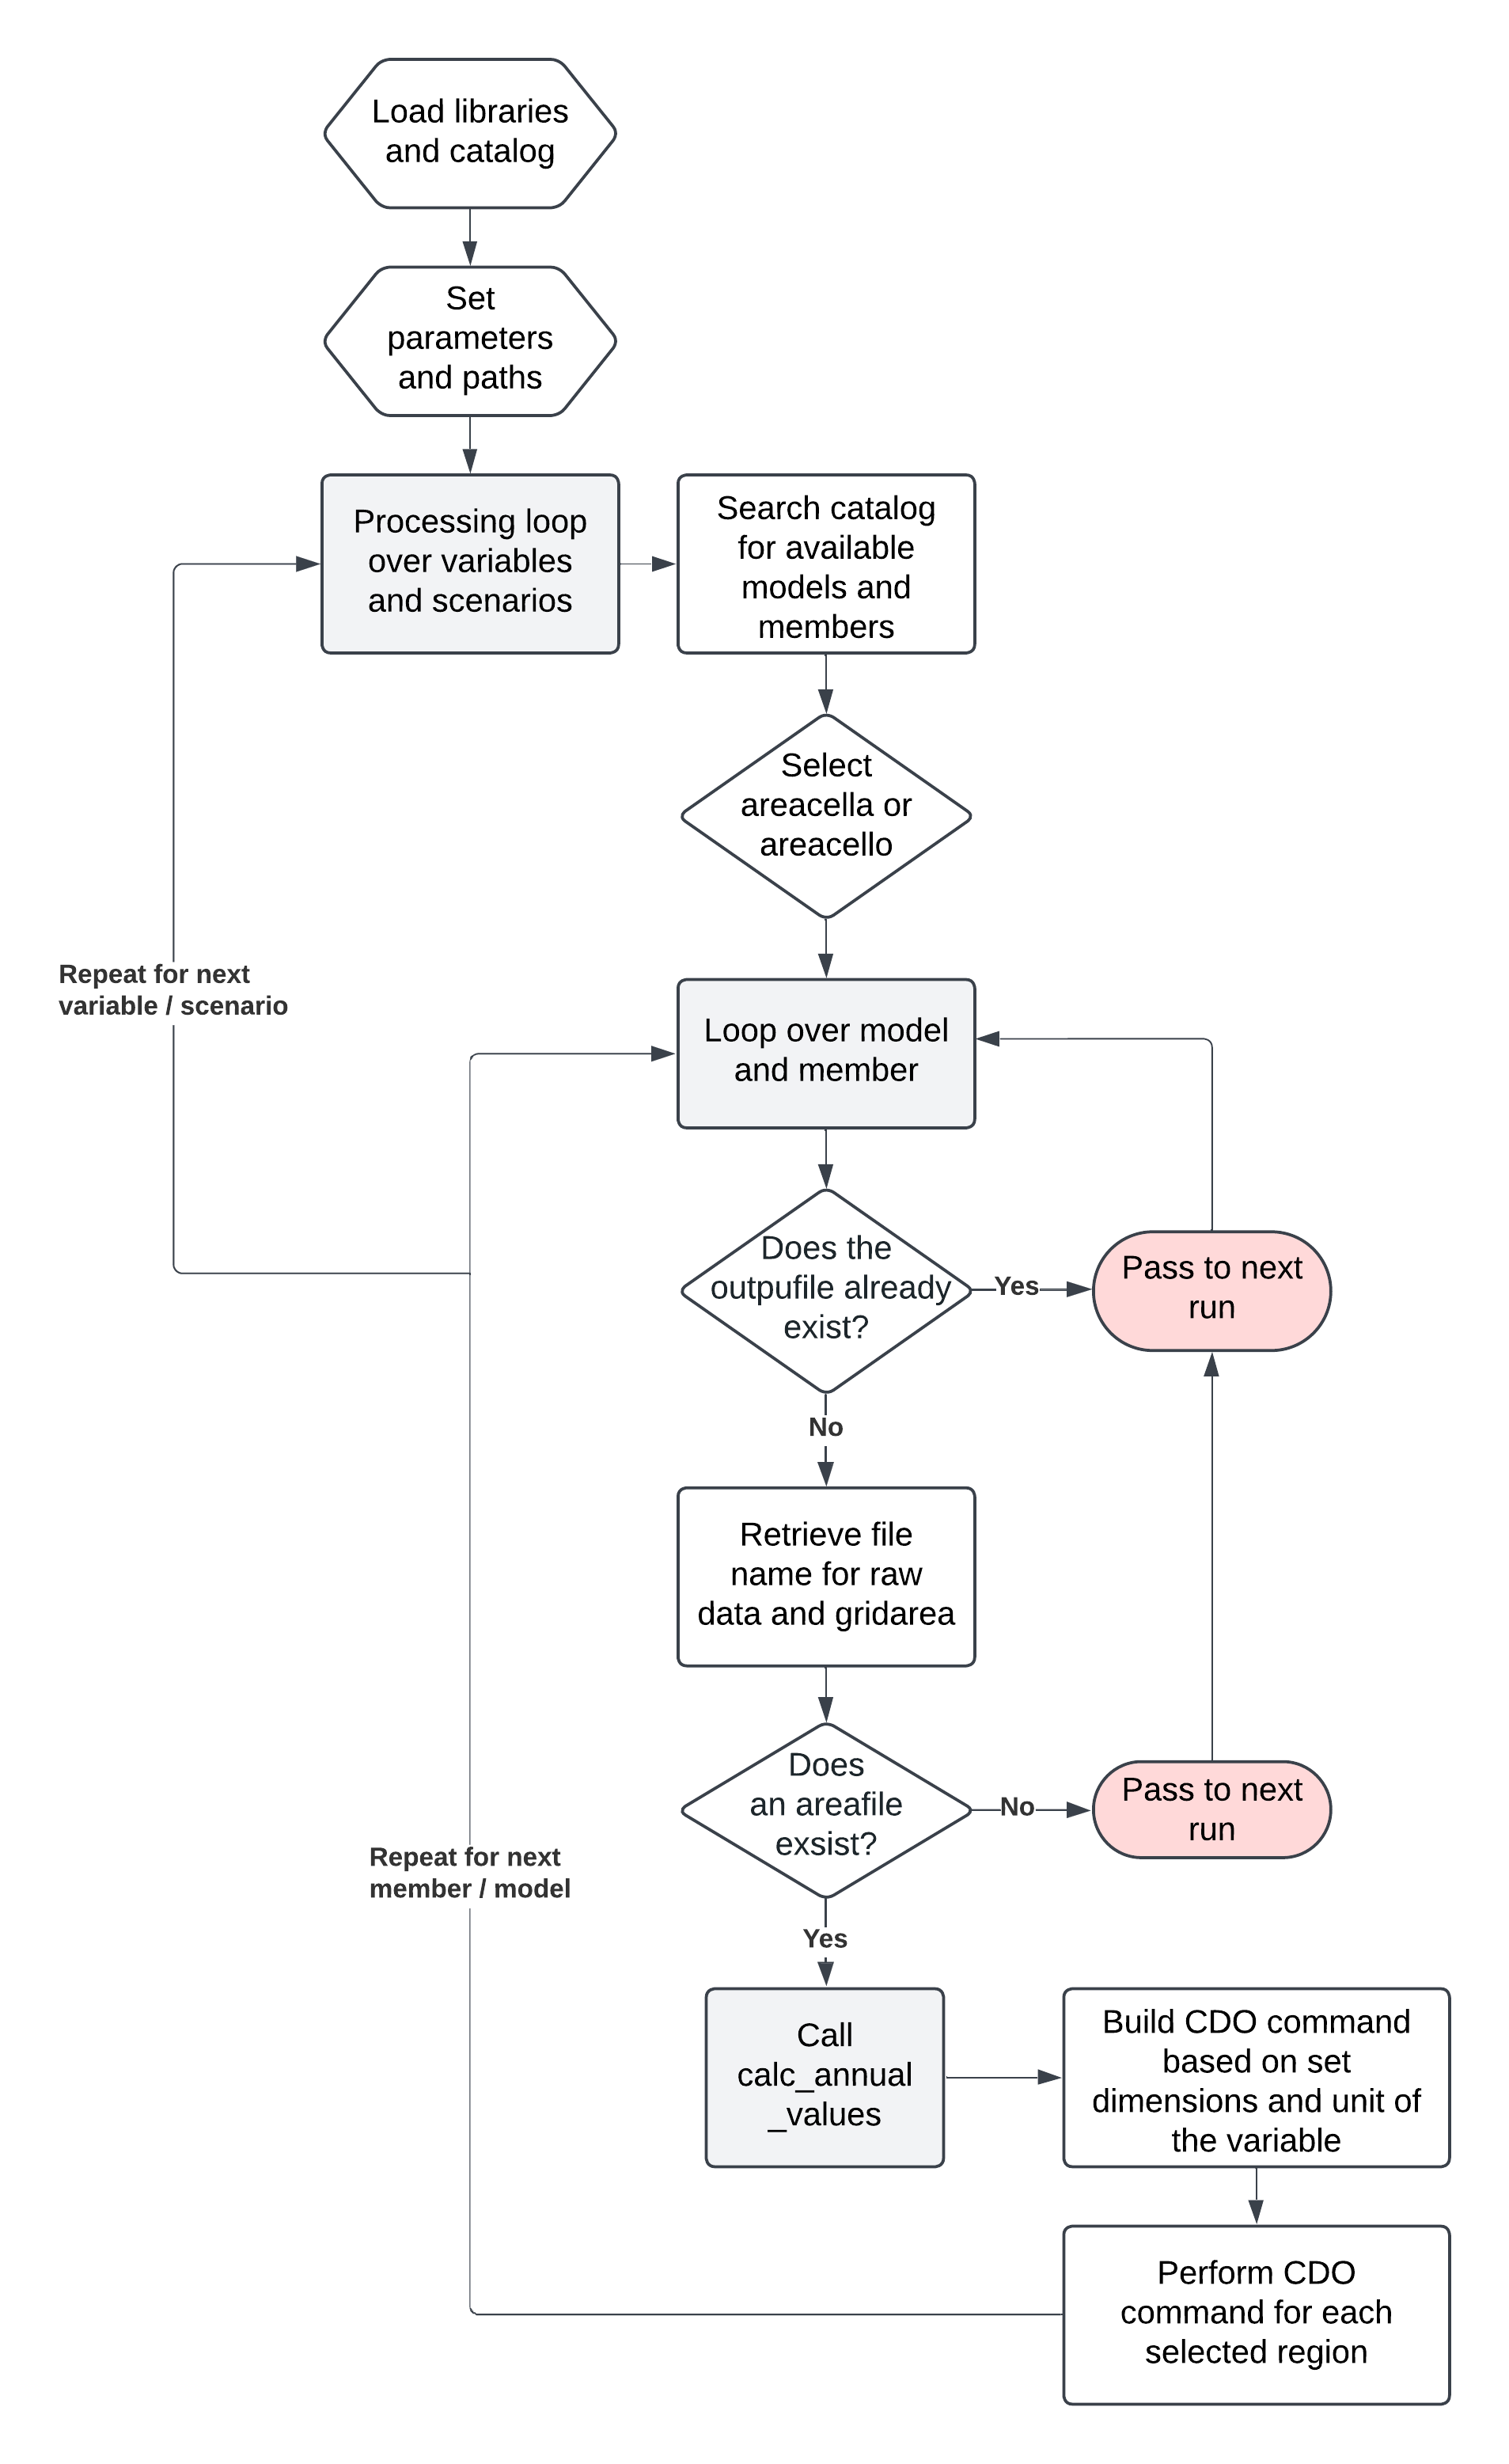 Load libraries
and catalog
Set
parameters
and paths
Processing loop
over variables
and scenarios
Search catalog
for available
models and
members
Select
areacella or
areacello
Repeat for next
variable / scenario
Loop over model
and member
Does the
outpufile already
exist?
Yes
Pass to next
run
No
Retrieve file
name for raw
data and gridarea
Does
an areafile
exsist?
No
Pass to next
run
Repeat for next
member / model
Yes
Call
calc_annual
_values
Build CDO command
based on set
dimensions and unit of
the variable
Perform CDO
command for each
selected region